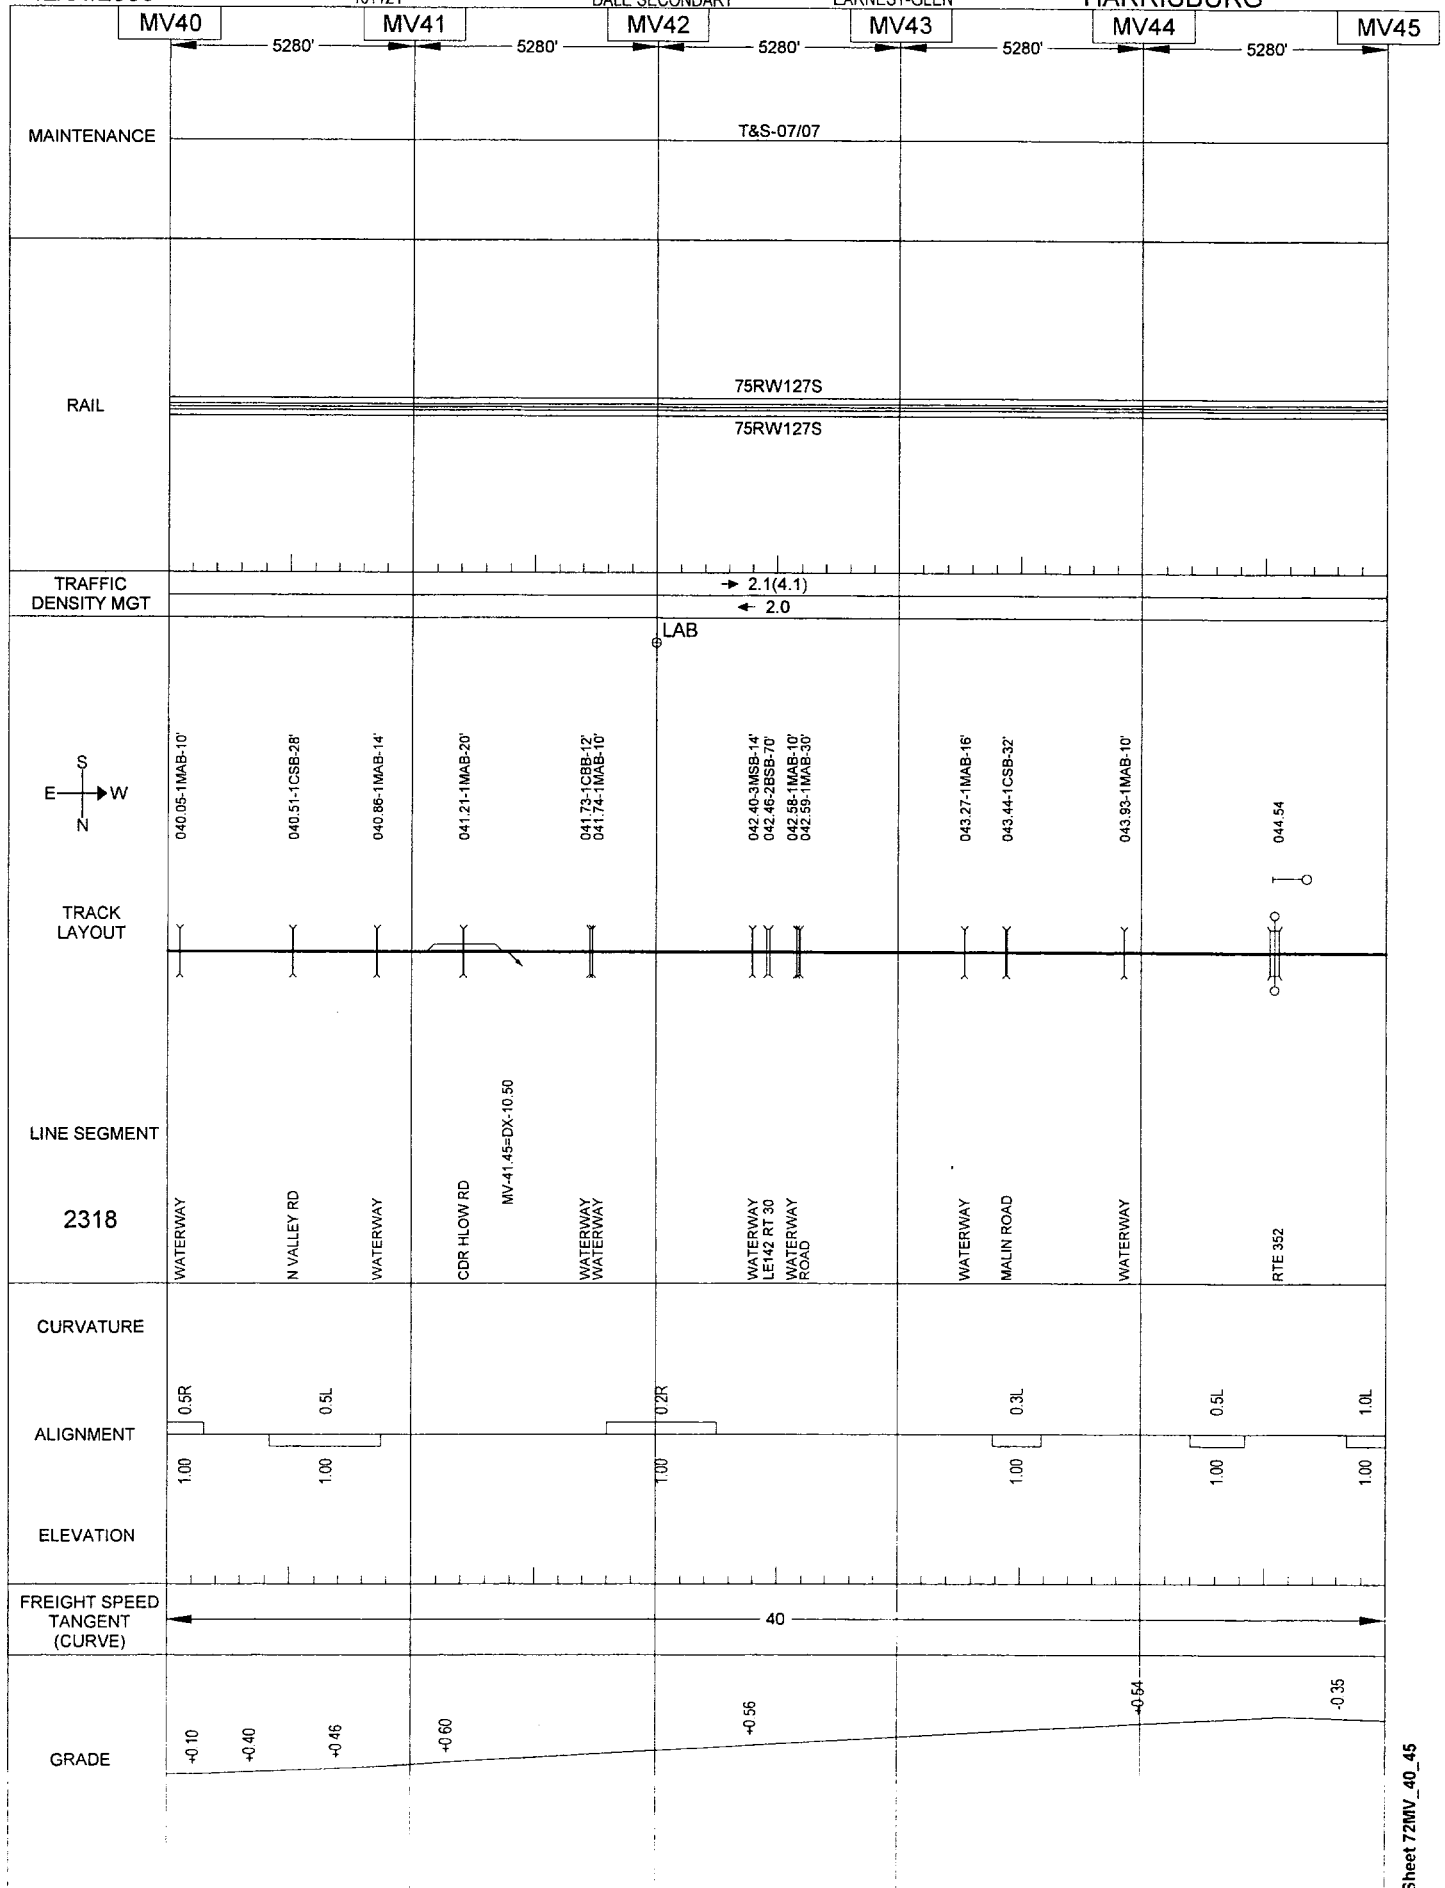 DALE SECONDARY
EARNEST-GLEN
HARRISBURG
MV40 MV41 MV42 MV43 MV44 MV45
5280' 5280' 5280' 5280' 5280'
MAINTENANCE
T&S-07/07
RAIL
75RW127S
75RW127S
TRAFFIC
DENSITY MGT
2.1(4.1)
2.0
LAB
S
E W
N
040.05-1MAB-10'
040.51-1CSB-28'
040.86-1MAB-14'
041.21-1MAB-20'
041.73-1CBB-12'
041.74-1MAB-10'
042.40-3MSB-14'
042.46-2BSB-70'
042.58-1MAB-10'
042.59-1MAB-30'
043.27-1MAB-16'
043.44-1CSB-32'
043.93-1MAB-10'
044.54
TRACK
LAYOUT
LINE SEGMENT
2318
WATERWAY
N VALLEY RD
WATERWAY
CDR HLOW RD
MV-41.45=DX-10.50
WATERWAY
WATERWAY
WATERWAY
LE142 RT 30
WATERWAY
ROAD
WATERWAY
MALIN ROAD
WATERWAY
RTE 352
CURVATURE
0.5R 0.5L 0.2R 0.3L 0.5L 1.0L
ALIGNMENT
1.00 1.00 1.00 1.00 1.00 1.00
ELEVATION
FREIGHT SPEED
TANGENT
(CURVE)
40
GRADE
+0.10 +0.40 +0.46 +0.60 +0.56 +0.54 -0.35
Sheet 72MV_40_45